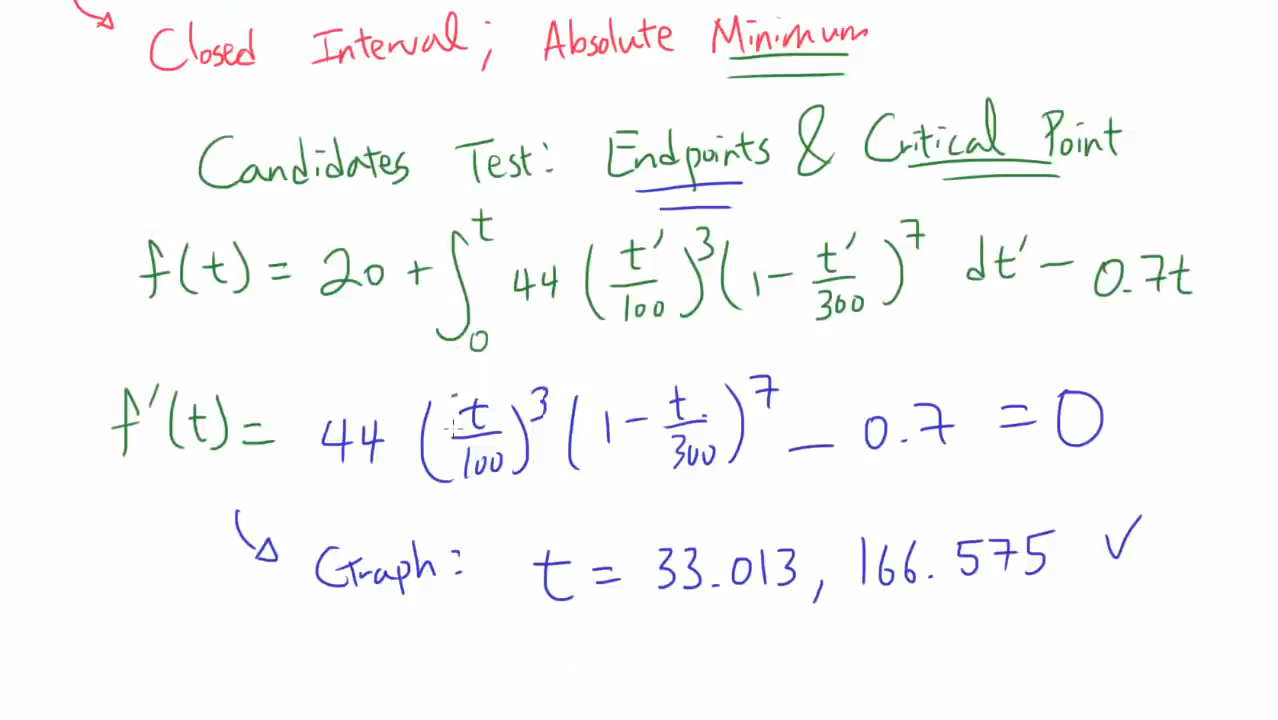 Closed Interval; Absolute Minimum
Candidates Test: Endpoints & Critical Point
f(t) = 20 + ∫₀ᵗ 44 (t'/100)³ (1 - t'/300)⁷ dt' - 0.7t
f'(t) = 44 (t/100)³ (1 - t/300)⁷ - 0.7 = 0
Graph: t = 33.013, 166.575 ✓